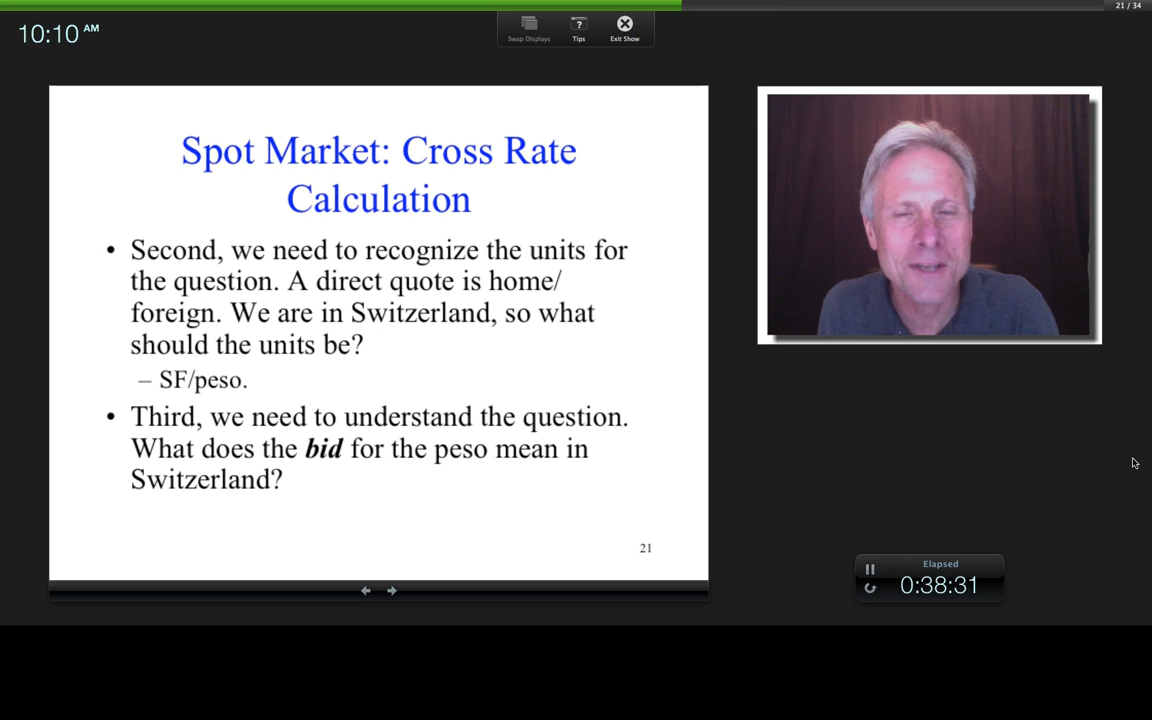 21 / 34
10:10 AM
Swap Displays
Tips
Exit Show
Spot Market: Cross Rate
Calculation
• Second, we need to recognize the units for
the question. A direct quote is home/
foreign. We are in Switzerland, so what
should the units be?
– SF/peso.
• Third, we need to understand the question.
What does the bid for the peso mean in
Switzerland?
21
Elapsed
0:38:31